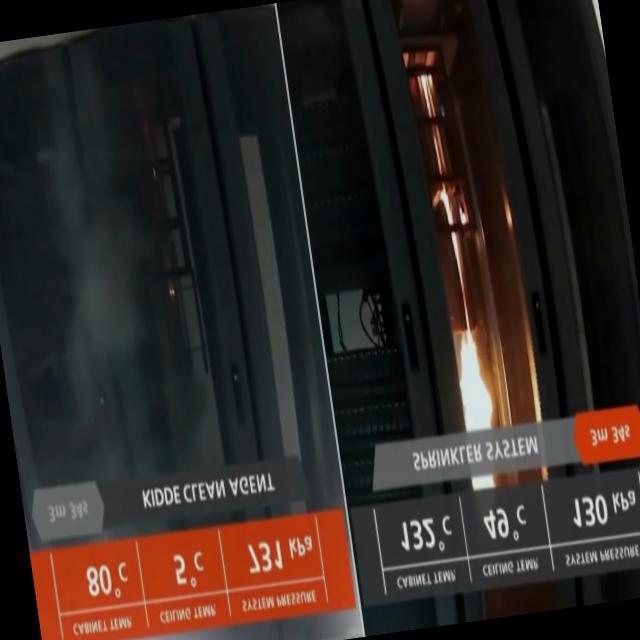 3m 34s
KIDDE CLEAN AGENT
80°C
5°C
731 kPa
CABINET TEMP
CEILING TEMP
SYSTEM PRESSURE
SPRINKLER SYSTEM
3m 34s
132°C
49°C
130 kPa
CABINET TEMP
CEILING TEMP
SYSTEM PRESSURE